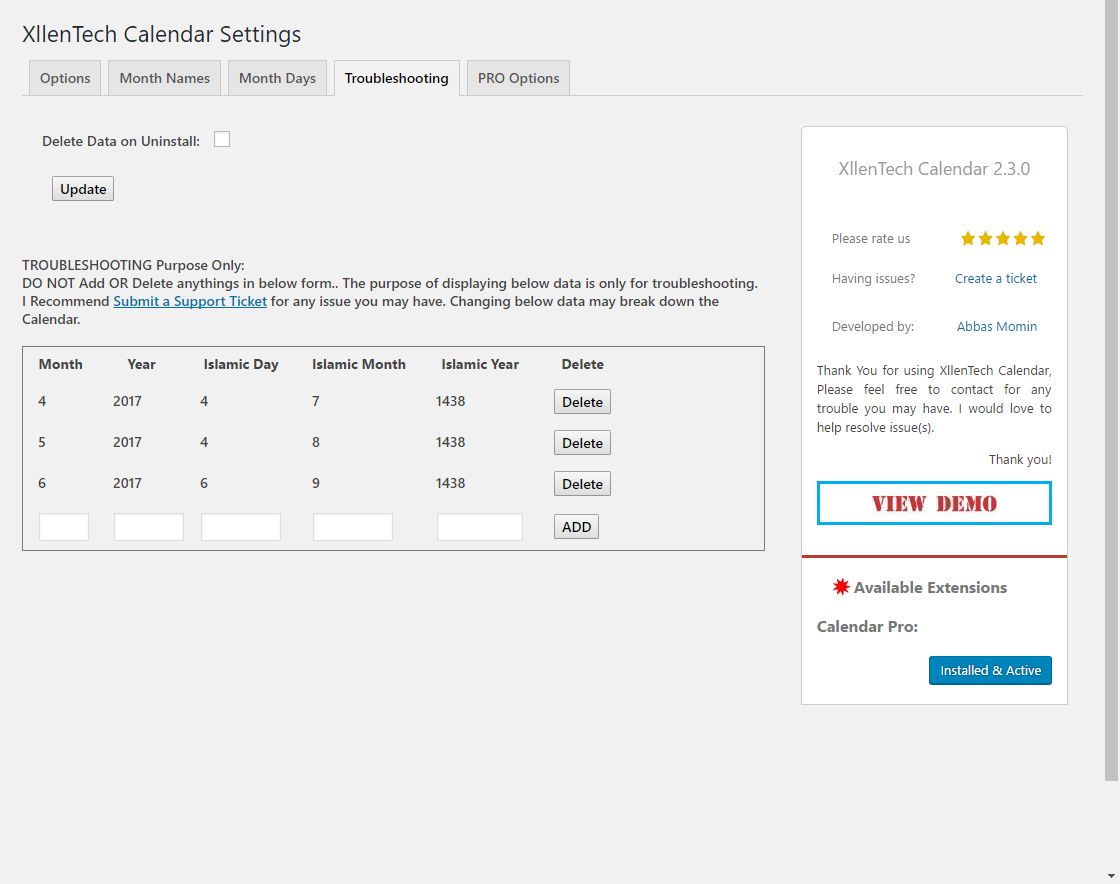 XllenTech Calendar Settings
Options Month Names Month Days Troubleshooting PRO Options
Delete Data on Uninstall:
Update
TROUBLESHOOTING Purpose Only:
DO NOT Add OR Delete anythings in below form.. The purpose of displaying below data is only for troubleshooting.
I Recommend Submit a Support Ticket for any issue you may have. Changing below data may break down the
Calendar.
Month Year Islamic Day Islamic Month Islamic Year Delete
4 2017 4 7 1438 Delete
5 2017 4 8 1438 Delete
6 2017 6 9 1438 Delete
ADD
XllenTech Calendar 2.3.0
Please rate us
Having issues? Create a ticket
Developed by: Abbas Momin
Thank You for using XllenTech Calendar,
Please feel free to contact for any
trouble you may have. I would love to
help resolve issue(s).
Thank you!
VIEW DEMO
Available Extensions
Calendar Pro:
Installed & Active